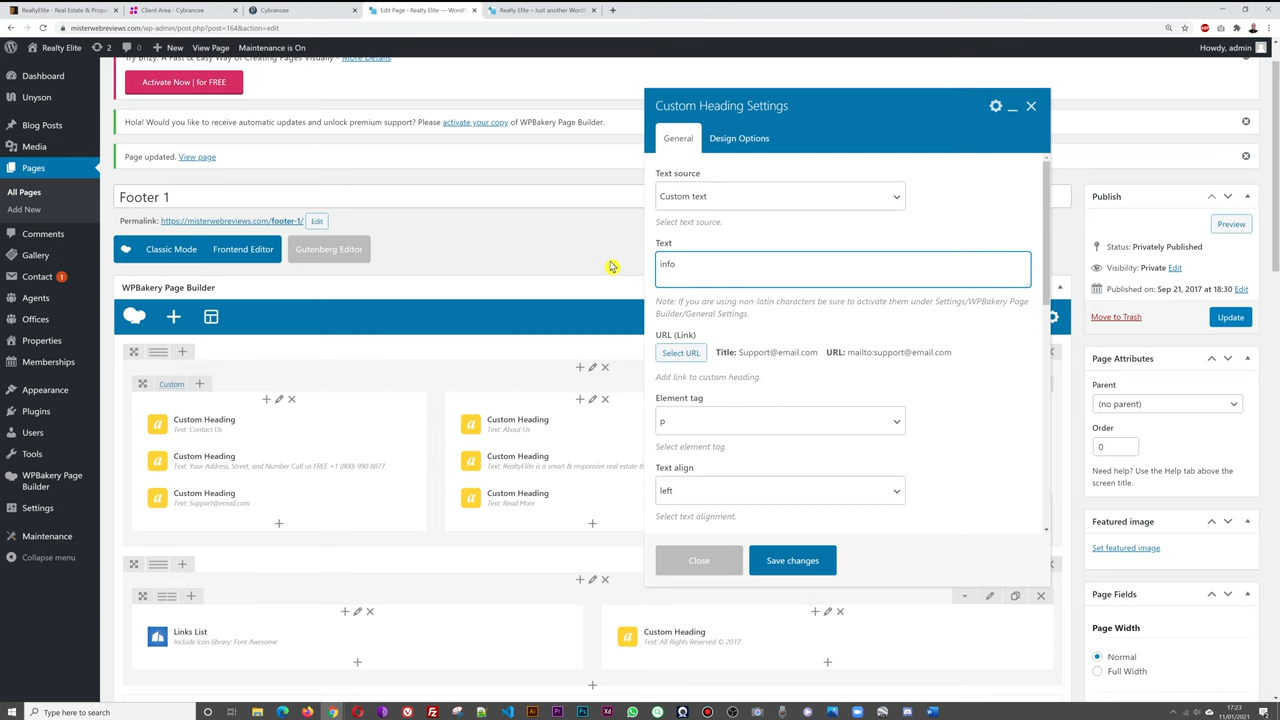 RealtyElite - Real Estate & Prope
Client Area - Cybrancee
Cybrancee
Edit Page ‹ Realty Elite — WordP
Realty Elite – Just another Word
misterwebreviews.com/wp-admin/post.php?post=164&action=edit
Realty Elite
2
0
New
View Page
Maintenance is On
Howdy, admin
Try Brizy. A Fast & Easy Way of Creating Pages Visually - Learn More
Activate Now | for FREE
Hola! Would you like to receive automatic updates and unlock premium support? Please activate your copy of WPBakery Page Builder.
Page updated. View page
Dashboard
Unyson
Blog Posts
Media
Pages
All Pages
Add New
Comments
Gallery
Contact 1
Agents
Offices
Properties
Memberships
Appearance
Plugins
Users
Tools
WPBakery Page
Builder
Settings
Maintenance
Collapse menu
Footer 1
Permalink: https://misterwebreviews.com/footer-1/ Edit
Classic Mode
Frontend Editor
Gutenberg Editor
WPBakery Page Builder
Custom
Custom Heading
Text: Contact Us
Custom Heading
Text: Your Address, Street, and Number Call us FREE +1 (800) 990 8877
Custom Heading
Text: Support@email.com
Custom Heading
Text: About Us
Custom Heading
Text: RealtyElite is a smart & responsive real estate th
Custom Heading
Text: Read More
Links List
Include Icon library: Font Awesome
Custom Heading
Text: All Rights Reserved © 2017
Custom Heading Settings
General
Design Options
Text source
Custom text
Select text source.
Text
info
Note: If you are using non-latin characters be sure to activate them under Settings/WPBakery Page
Builder/General Settings.
URL (Link)
Select URL
Title: Support@email.com
URL: mailto:support@email.com
Add link to custom heading.
Element tag
p
Select element tag.
Text align
left
Select text alignment.
Close
Save changes
Publish
Preview
Status: Privately Published
Visibility: Private Edit
Published on: Sep 21, 2017 at 18:30 Edit
Move to Trash
Update
Page Attributes
Parent
(no parent)
Order
0
Need help? Use the Help tab above the
screen title.
Featured image
Set featured image
Page Fields
Page Width
Normal
Full Width
Type here to search
17:23
11/01/2021